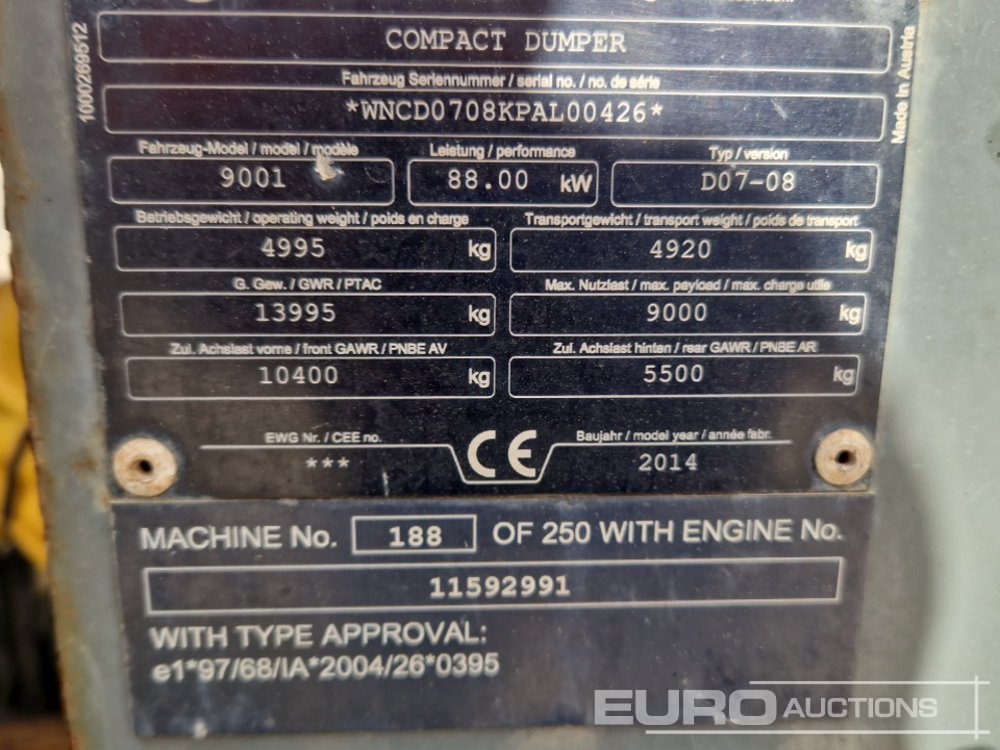 COMPACT DUMPER
Fahrzeug Seriennummer / serial no. / no. de série
*WNCD0708KPAL00426*
Fahrzeug-Model / model / modèle
Leistung / performance
Typ / version
9001
88.00 kW
D07-08
Betriebsgewicht / operating weight / poids en charge
Transportgewicht / transport weight / poids de transport
4995 kg
4920 kg
G. Gew. / GWR / PTAC
Max. Nutzlast / max. payload / max. charge utile
13995 kg
9000 kg
Zul. Achslast vorne / front GAWR / PNBE AV
Zul. Achslast hinten / rear GAWR / PNBE AR
10400 kg
5500 kg
EWG Nr. / CEE no.
***
CE
Baujahr / model year / année fabr.
2014
1000269512
Made in Austria
MACHINE No. 188 OF 250 WITH ENGINE No.
11592991
WITH TYPE APPROVAL:
e1*97/68/IA*2004/26*0395
EURO AUCTIONS